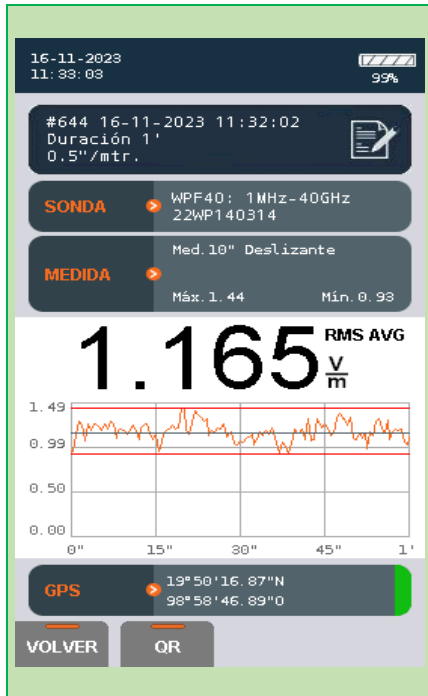 16-11-2023
11:33:03
99%
#644 16-11-2023 11:32:02
Duración 1'
0.5"/mtr.
SONDA
WPF40: 1MHz-40GHz
22WP140314
MEDIDA
Med.10" Deslizante
Máx.1.44 Mín.0.93
1.165 RMS AVG
V/m
1.49
0.99
0.50
0.00
0" 15" 30" 45" 1'
GPS
19°50'16.87"N
98°58'46.89"O
VOLVER QR